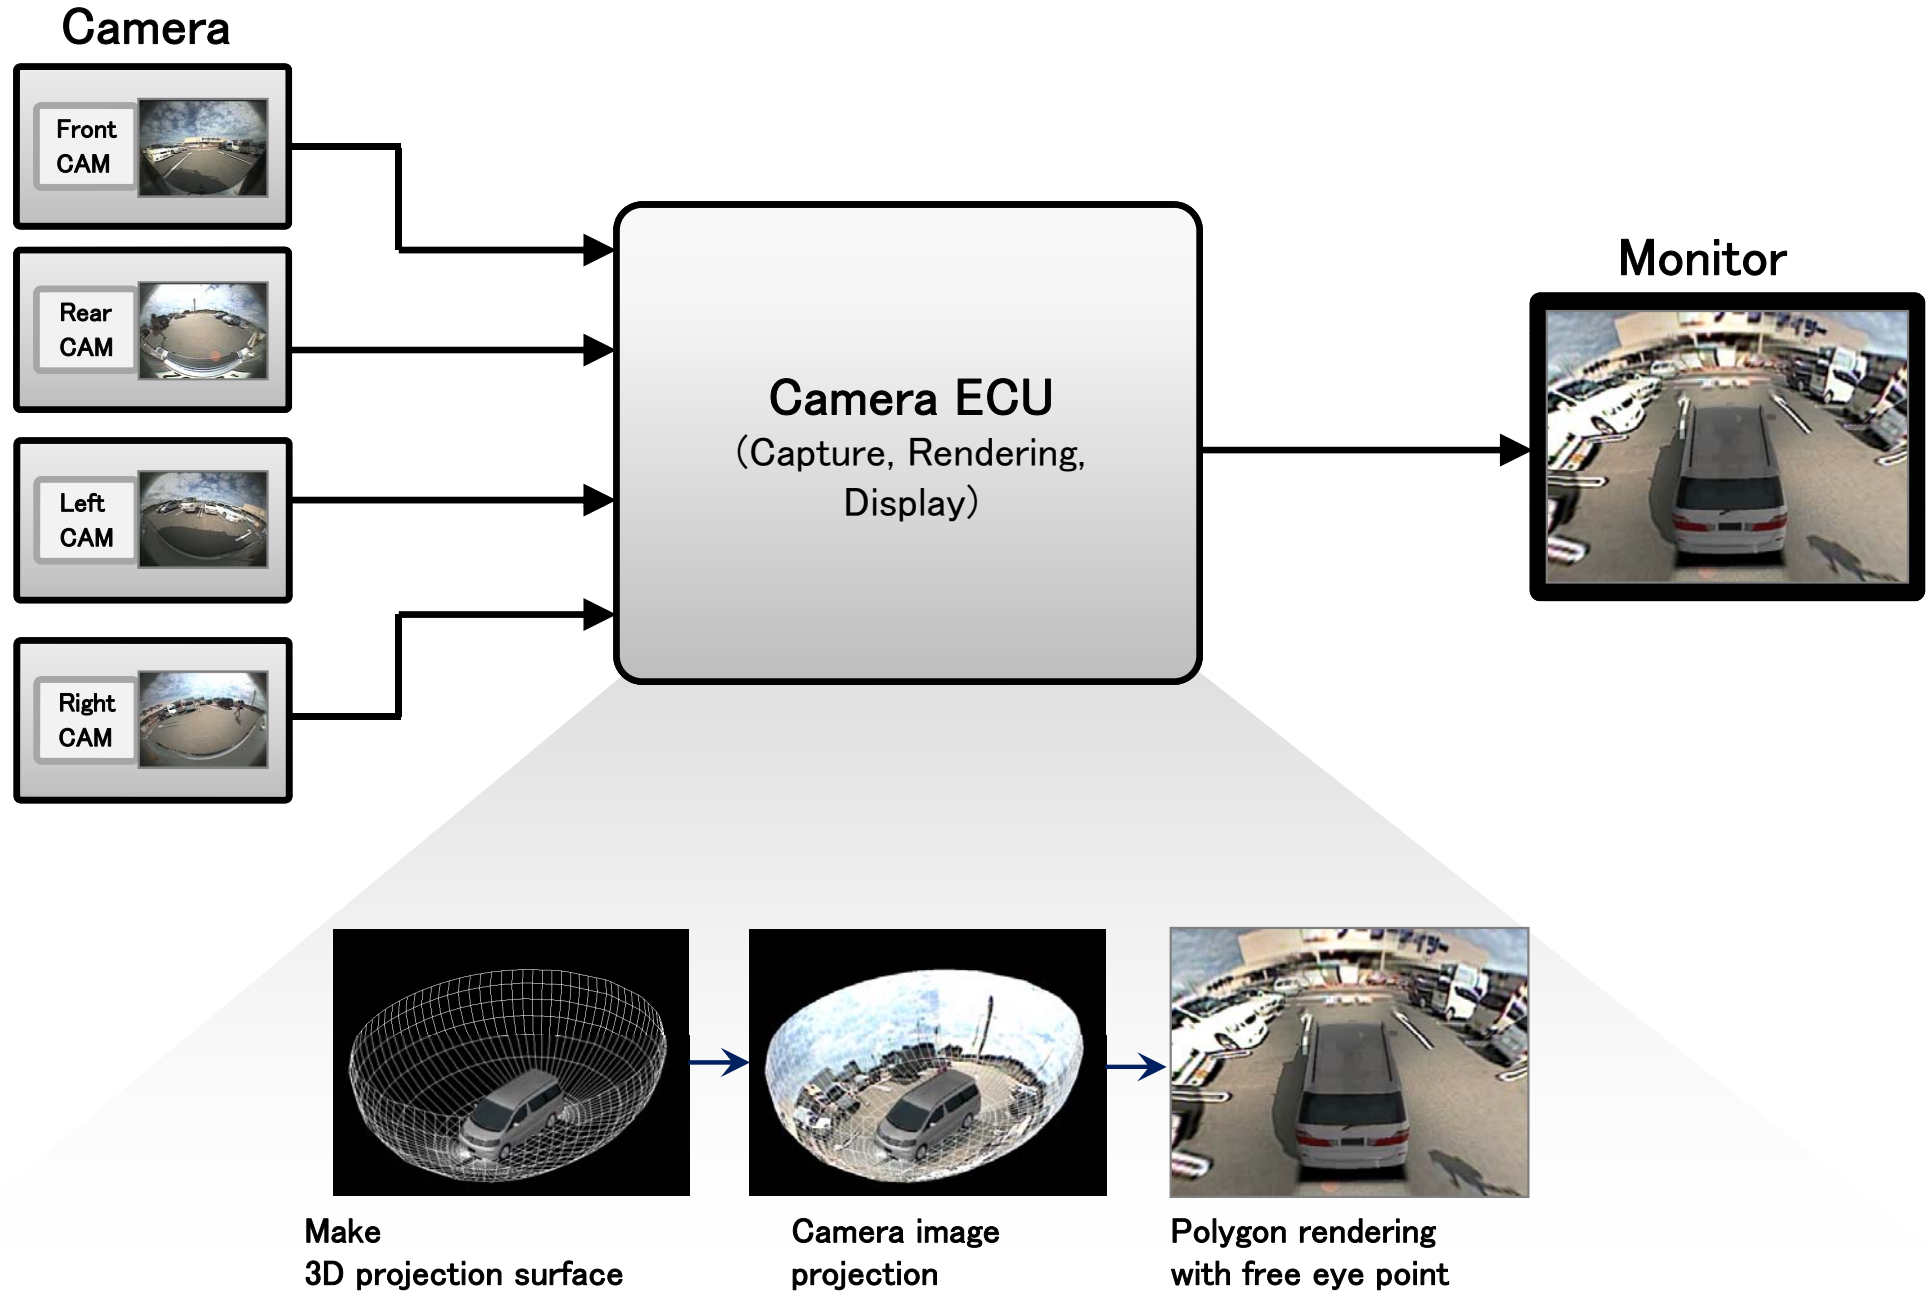 Camera
Front
CAM
Rear
CAM
Left
CAM
Right
CAM
Camera ECU
(Capture, Rendering,
Display)
Monitor
Make
3D projection surface
Camera image
projection
Polygon rendering
with free eye point